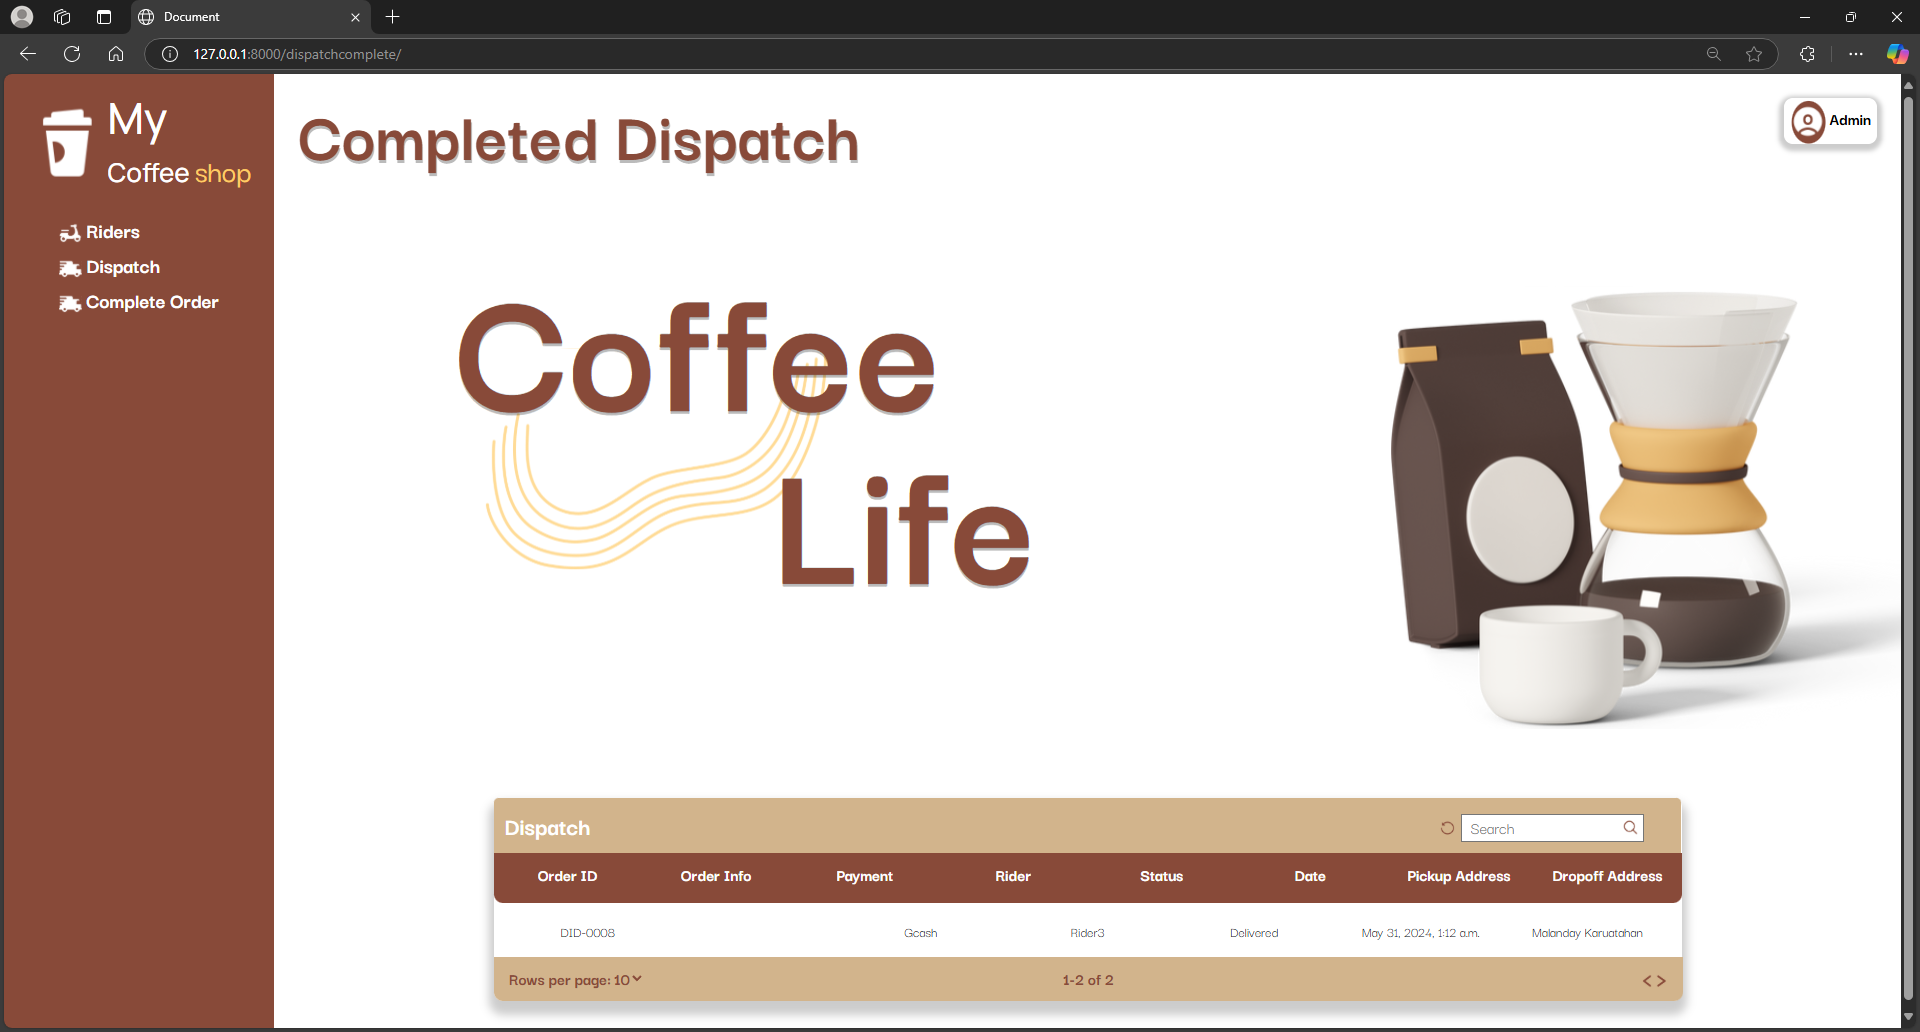 Document
127.0.0.1:8000/dispatchcomplete/
My
Coffee shop
Riders
Dispatch
Complete Order
Completed Dispatch
Admin
Coffee
Life
Dispatch
Search
Order ID Order Info Payment Rider Status Date Pickup Address Dropoff Address
DID-0008 Gcash Rider3 Delivered May 31, 2024, 1:12 a.m. Malanday Karuatahan
Rows per page: 10 1-2 of 2 < >